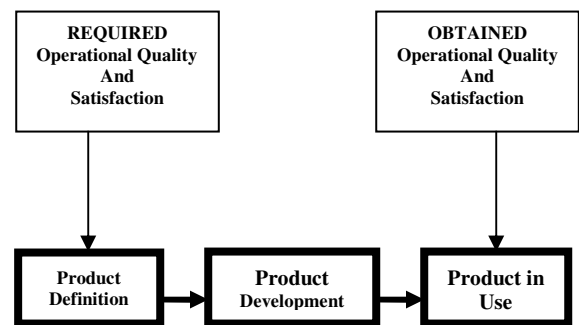 REQUIRED
Operational Quality
And
Satisfaction
OBTAINED
Operational Quality
And
Satisfaction
Product
Definition
Product
Development
Product in
Use